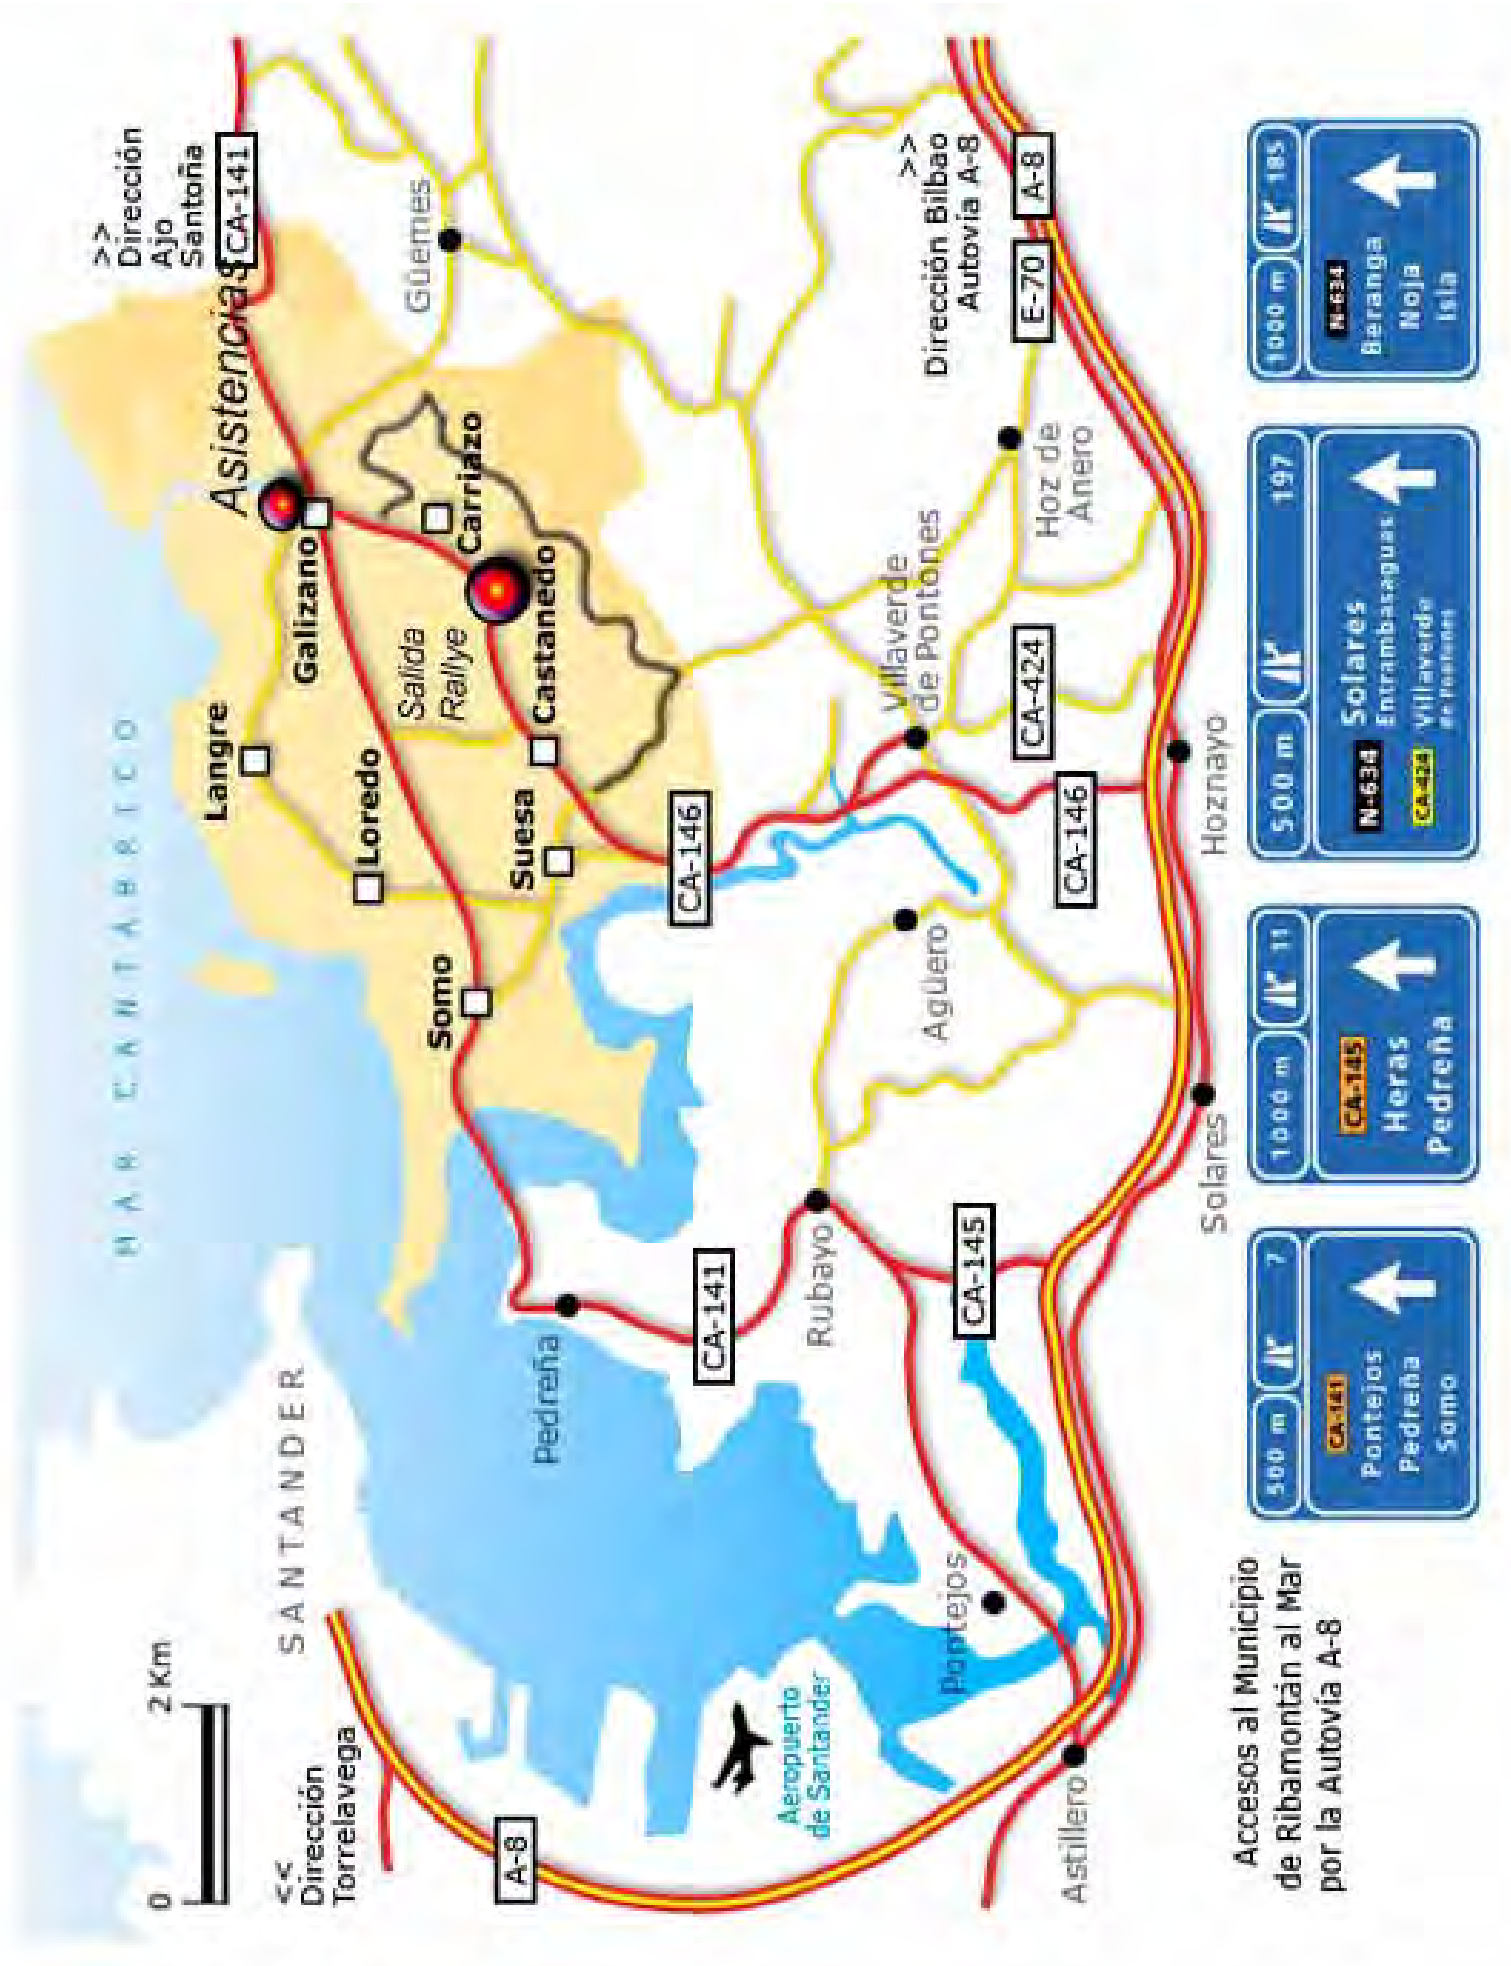 0 2 Km
<<
Dirección
Torrelavega
SANTANDER
MAR CANTABRICO
>>
Dirección
Ajo
Santoña
CA-141
Asistencias
Langre
Galizano
Loredo
Salida
Rallye
Carriazo
Castanedo
Suesa
Somo
Güemes
Pedreña
CA-141
CA-146
Rubayo
Agüero
Villaverde
de Pontones
>>
Dirección Bilbao
Autovía A-8
A-8
E-70
Hoz de
Anero
CA-424
CA-146
CA-145
Pontejos
Aeropuerto
de Santander
A-8
Astillero
Solares
Hoznayo
Accesos al Municipio
de Ribamontán al Mar
por la Autovía A-8
500 m 7
CA-141
Pontejos
Pedreña
Somo
1000 m 11
CA-145
Heras
Pedreña
500 m 197
N-634 Solares
Entrambasaguas
CA-424 Villaverde
de Pontones
1000 m 185
N-634
Beranga
Noja
Isla